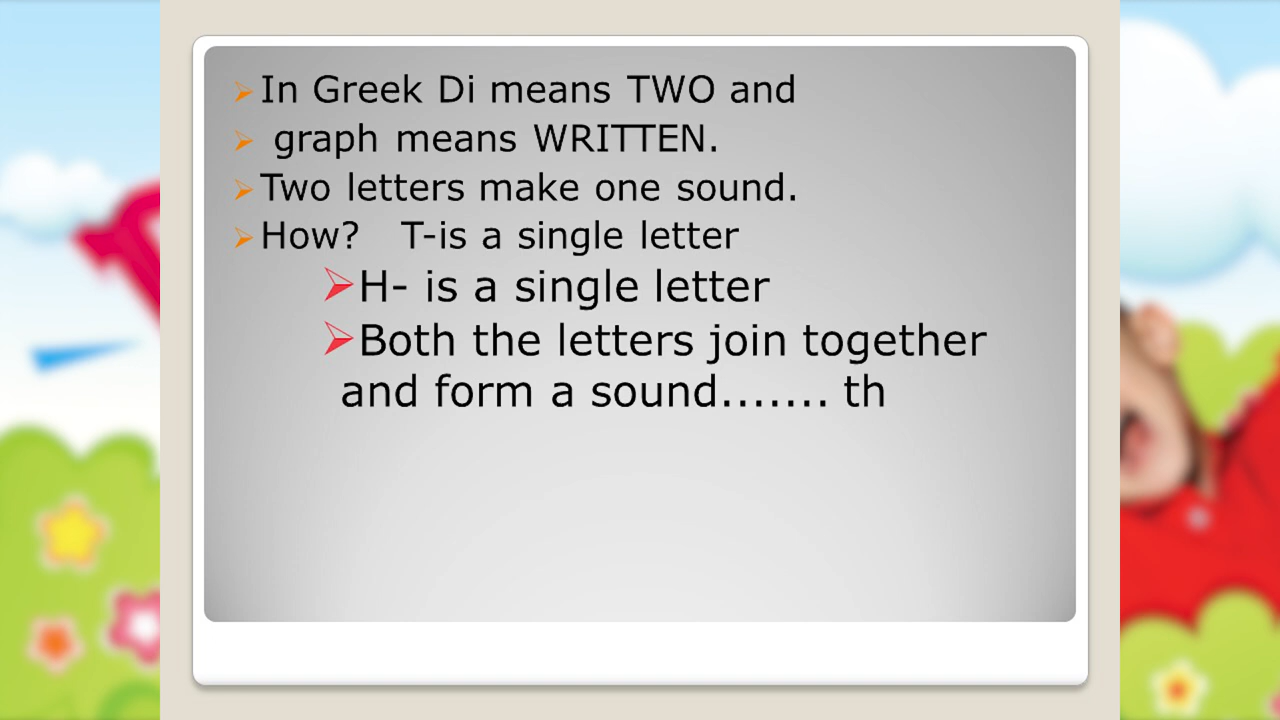 In Greek Di means TWO and
graph means WRITTEN.
Two letters make one sound.
How? T-is a single letter
H- is a single letter
Both the letters join together
and form a sound....... th